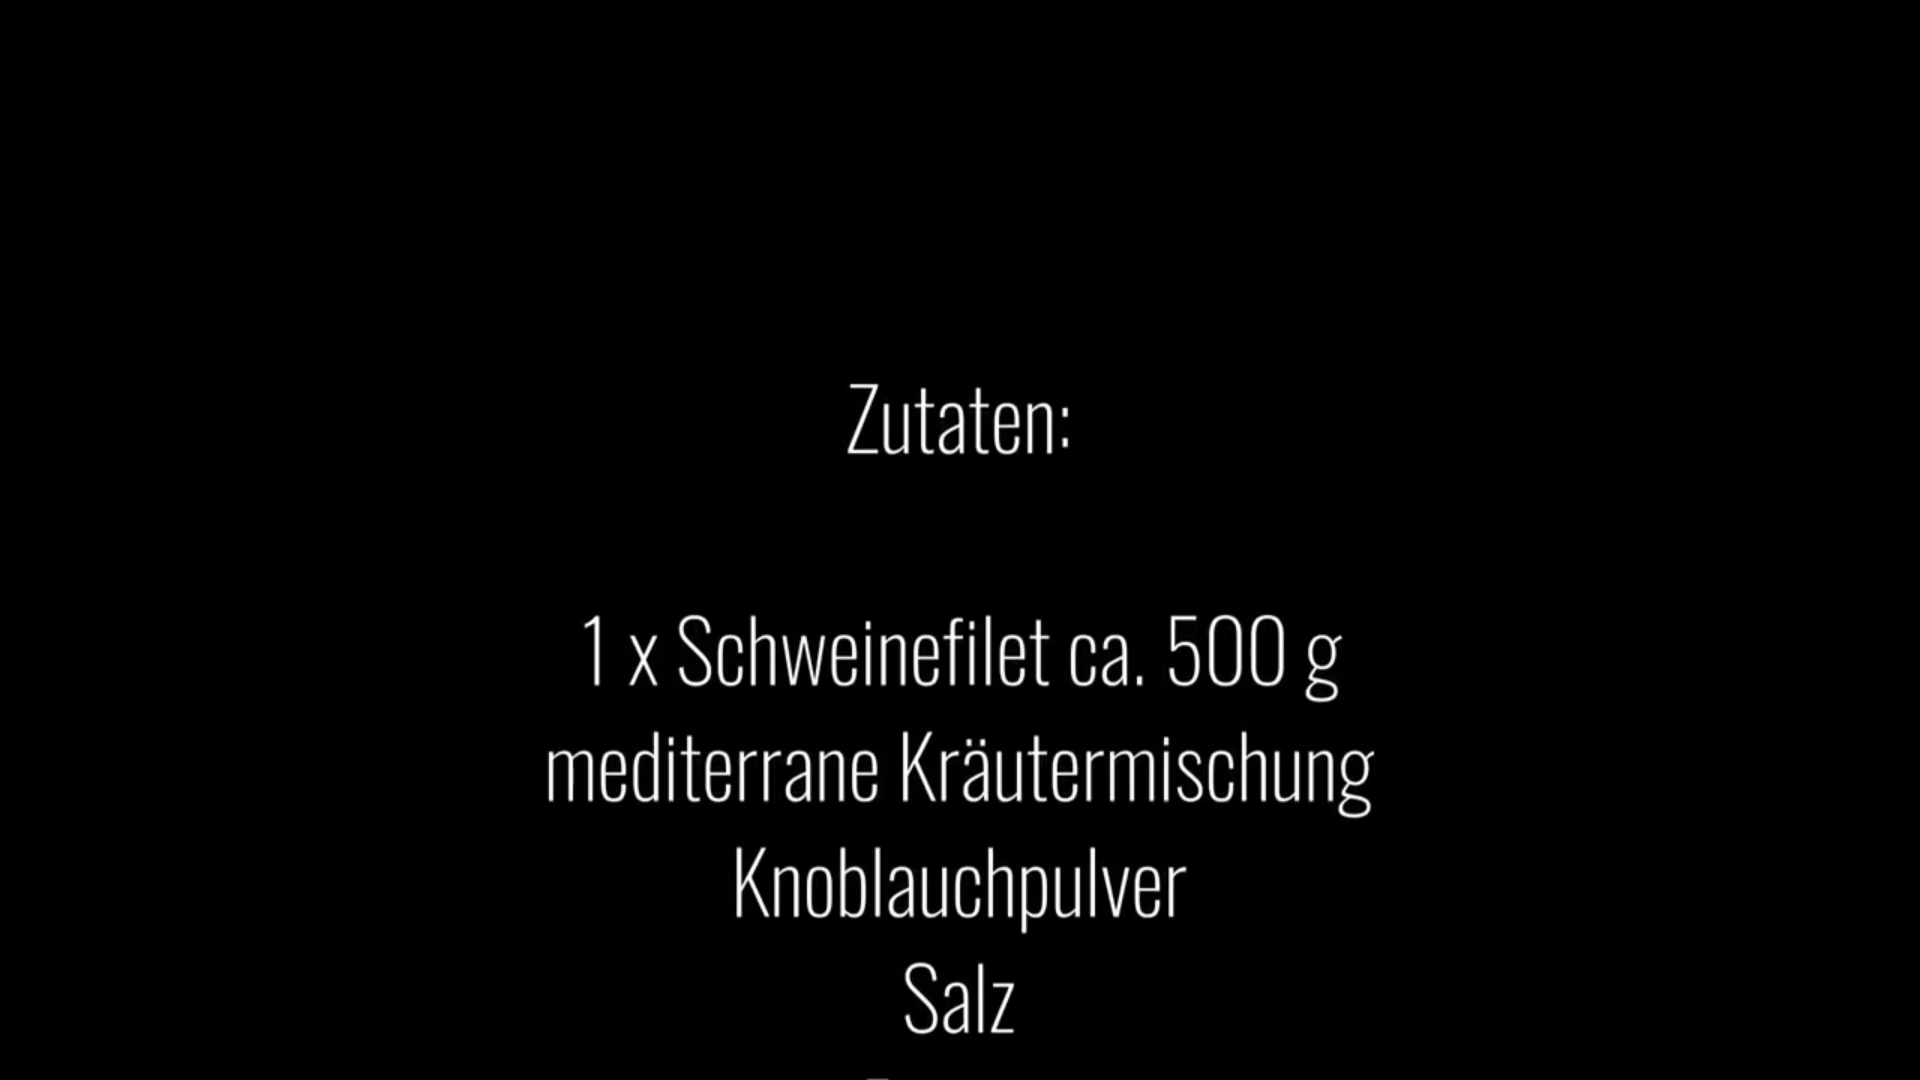 Zutaten:
1 x Schweinefilet ca. 500 g
mediterrane Kräutermischung
Knoblauchpulver
Salz